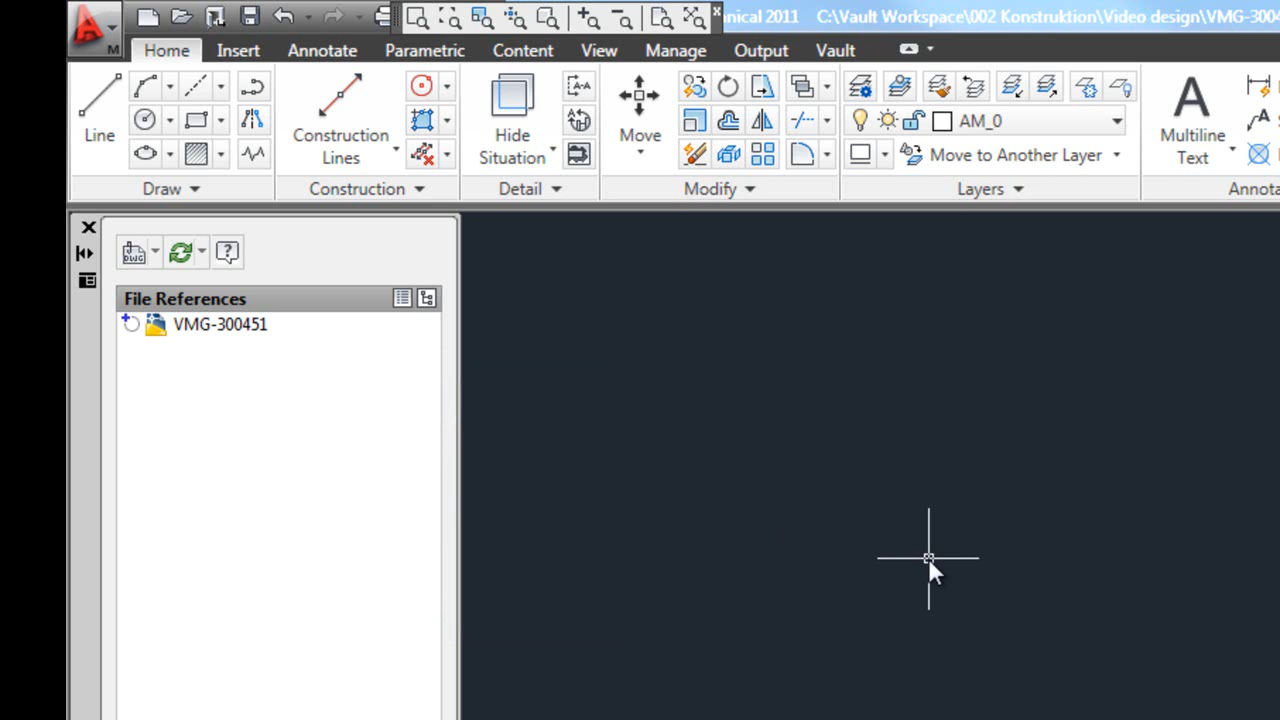 M
nical 2011 C:\Vault Workspace\002 Konstruktion\Video design\VMG-3004
Home Insert Annotate Parametric Content View Manage Output Vault
Line
Construction
Lines
Hide
Situation
Move
AM_0
Move to Another Layer
A
Multiline
Text
Draw Construction Detail Modify Layers Annota
DWG
File References
VMG-300451